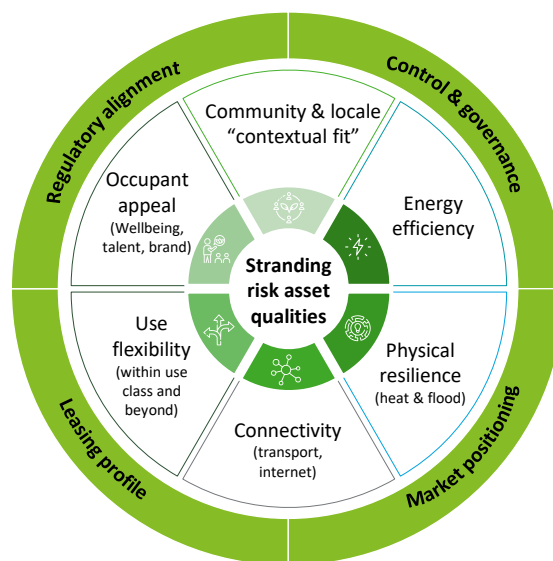 Regulatory alignment
Control & governance
Community & locale
“contextual fit”
Occupant
appeal
(Wellbeing,
talent, brand)
Energy
efficiency
Stranding
risk asset
qualities
Use
flexibility
(within use
class and
beyond)
Physical
resilience
(heat & flood)
Connectivity
(transport,
internet)
Leasing profile
Market positioning